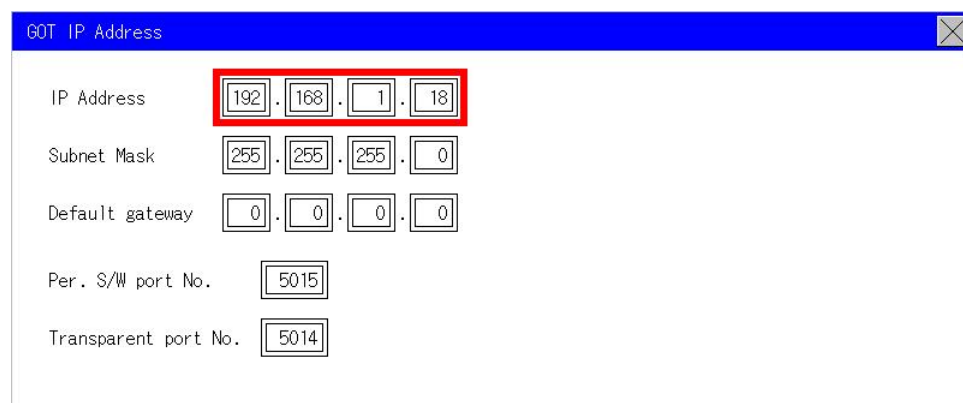 GOT IP Address
IP Address 192 . 168 . 1 . 18
Subnet Mask 255 . 255 . 255 . 0
Default gateway 0 . 0 . 0 . 0
Per. S/W port No. 5015
Transparent port No. 5014